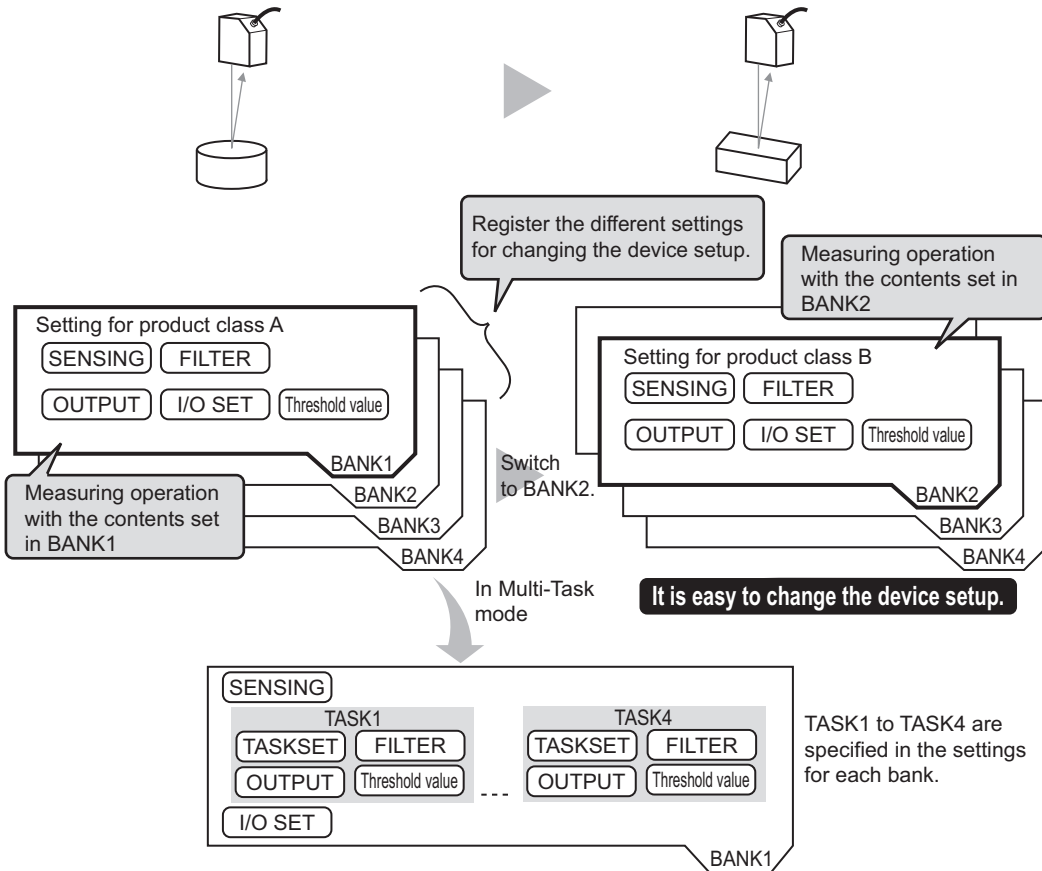 Register the different settings
for changing the device setup.
Measuring operation
with the contents set in
BANK2
Setting for product class A
SENSING FILTER
OUTPUT I/O SET Threshold value
BANK1
BANK2
BANK3
BANK4
Measuring operation
with the contents set
in BANK1
Switch
to BANK2.
Setting for product class B
SENSING FILTER
OUTPUT I/O SET Threshold value
BANK2
BANK3
BANK4
In Multi-Task
mode
It is easy to change the device setup.
SENSING
TASK1
TASKSET FILTER
OUTPUT Threshold value
TASK4
TASKSET FILTER
OUTPUT Threshold value
I/O SET
BANK1
TASK1 to TASK4 are
specified in the settings
for each bank.